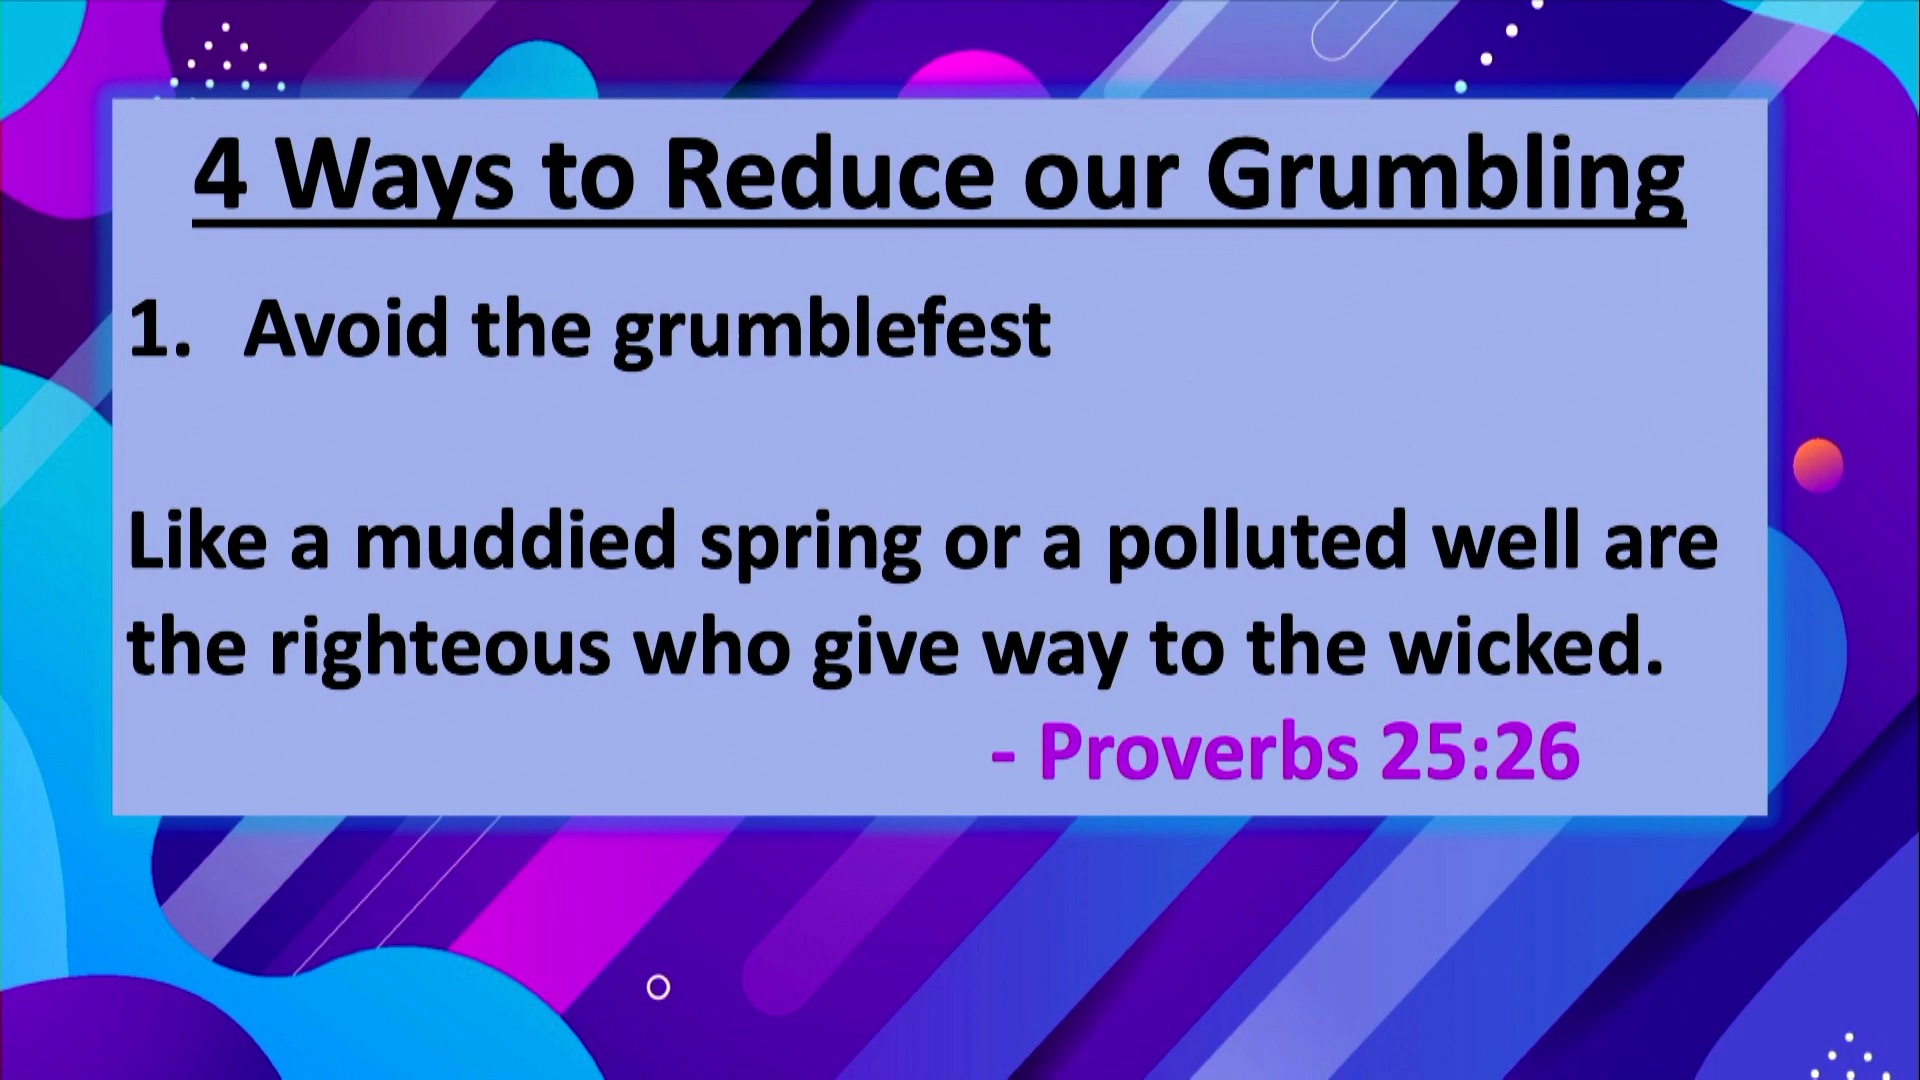 4 Ways to Reduce our Grumbling
1. Avoid the grumblefest
Like a muddied spring or a polluted well are
the righteous who give way to the wicked.
- Proverbs 25:26